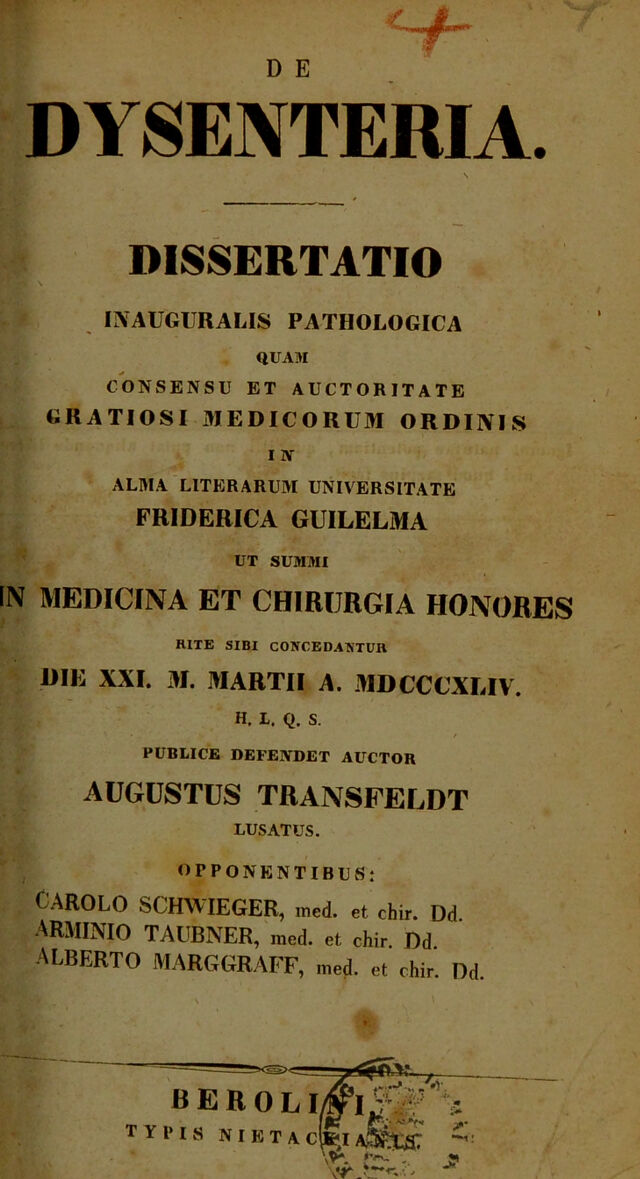 DE
DYSENTERIA.
DISSERTATIO
INAUGURALIS PATHOLOGICA
QUAM
CONSENSU ET AUCTORITATE
GRATIOSI MEDICORUM ORDINIS
IN
ALMA LITERARUM UNIVERSITATE
FRIDERICA GUILELMA
UT SUMMI
IN MEDICINA ET CHIRURGIA HONORES
RITE SIBI CONCEDANTUR
DIE XXI. M. MARTII A. MDCCCXLIV.
H. L. Q. S.
PUBLICE DEFENDET AUCTOR
AUGUSTUS TRANSFELDT
LUSATUS.
OPPONENTIBUS:
CAROLO SCHWIEGER, med. et chir. Dd.
ARMINIO TAUBNER, med. et chir. Dd.
ALBERTO MARGGRAFF, med. et chir. Dd.
BEROLINI,
TYPIS NIETACKIANIS.